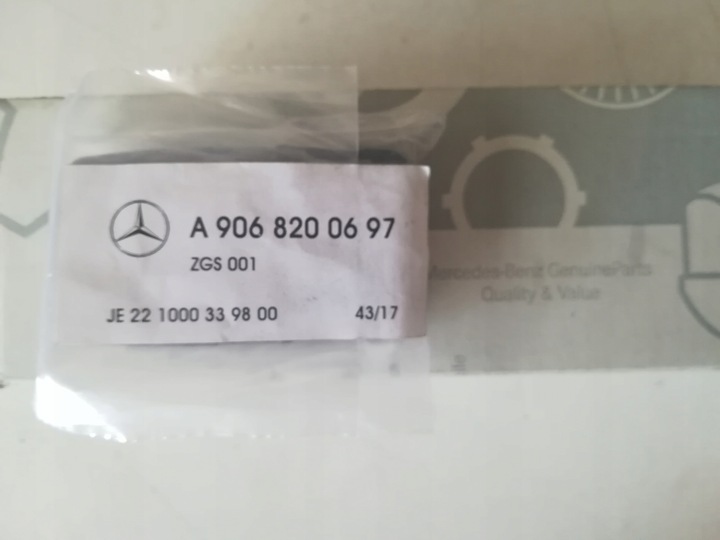 A 906 820 06 97
ZGS 001
JE 22 1000 33 98 00 43/17
Mercedes-Benz GenuineParts
Quality & Value